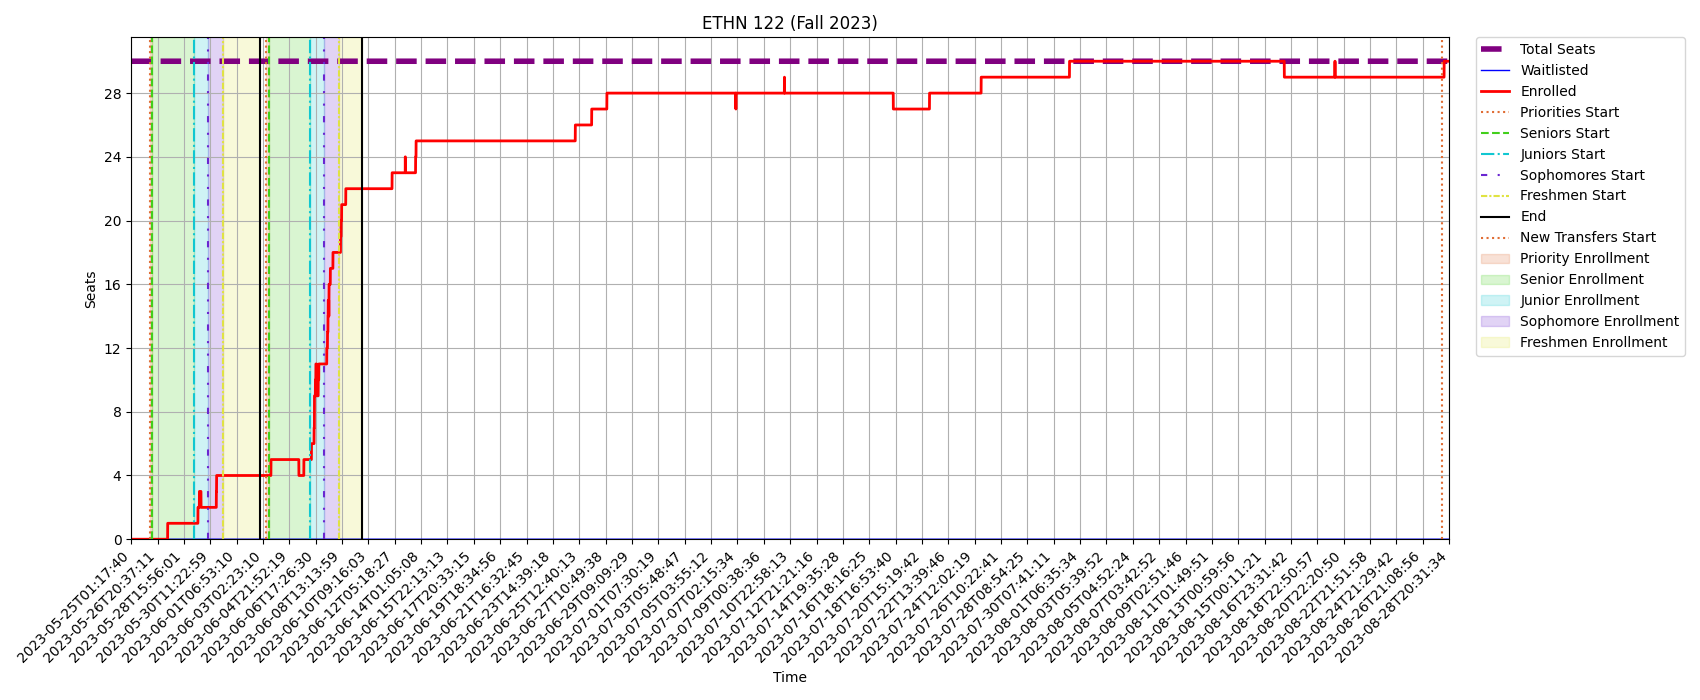 ETHN 122 (Fall 2023)
Total Seats
Waitlisted
Enrolled
Priorities Start
Seniors Start
Juniors Start
Sophomores Start
Freshmen Start
End
New Transfers Start
Priority Enrollment
Senior Enrollment
Junior Enrollment
Sophomore Enrollment
Freshmen Enrollment
Seats
28
24
20
16
12
8
4
0
2023-05-25T01:17:40
2023-05-26T20:37:11
2023-05-28T15:56:01
2023-05-30T11:22:59
2023-06-01T06:53:10
2023-06-03T02:23:10
2023-06-04T21:52:19
2023-06-06T17:26:30
2023-06-08T13:13:59
2023-06-10T09:16:03
2023-06-12T05:18:27
2023-06-14T01:05:08
2023-06-15T22:13:13
2023-06-17T20:33:15
2023-06-19T18:34:56
2023-06-21T16:32:45
2023-06-23T14:39:18
2023-06-25T12:40:13
2023-06-27T10:49:38
2023-06-29T09:09:29
2023-07-01T07:30:19
2023-07-03T05:48:47
2023-07-05T03:55:12
2023-07-07T02:15:34
2023-07-09T00:38:36
2023-07-10T22:58:13
2023-07-12T21:21:16
2023-07-14T19:35:28
2023-07-16T18:16:25
2023-07-18T16:53:40
2023-07-20T15:19:42
2023-07-22T13:39:46
2023-07-24T12:02:19
2023-07-26T10:22:41
2023-07-28T08:54:25
2023-07-30T07:41:11
2023-08-01T06:35:34
2023-08-03T05:39:52
2023-08-05T04:52:24
2023-08-07T03:42:52
2023-08-09T02:51:46
2023-08-11T01:49:51
2023-08-13T00:59:56
2023-08-15T00:11:21
2023-08-16T23:31:42
2023-08-18T22:50:57
2023-08-20T22:20:50
2023-08-22T21:51:58
2023-08-24T21:29:42
2023-08-26T21:08:56
2023-08-28T20:31:34
Time